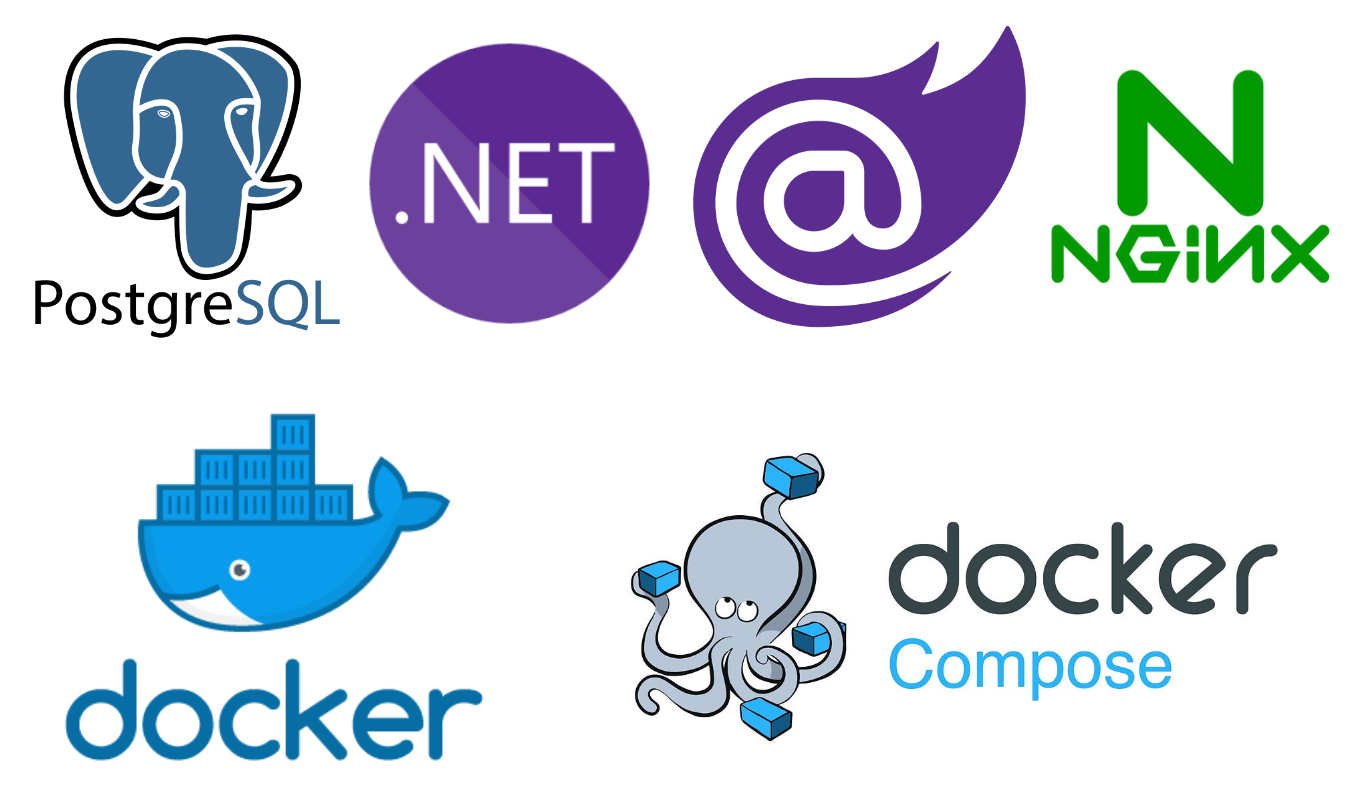 PostgreSQL
.NET
@
N
NGiNX
docker
docker
Compose